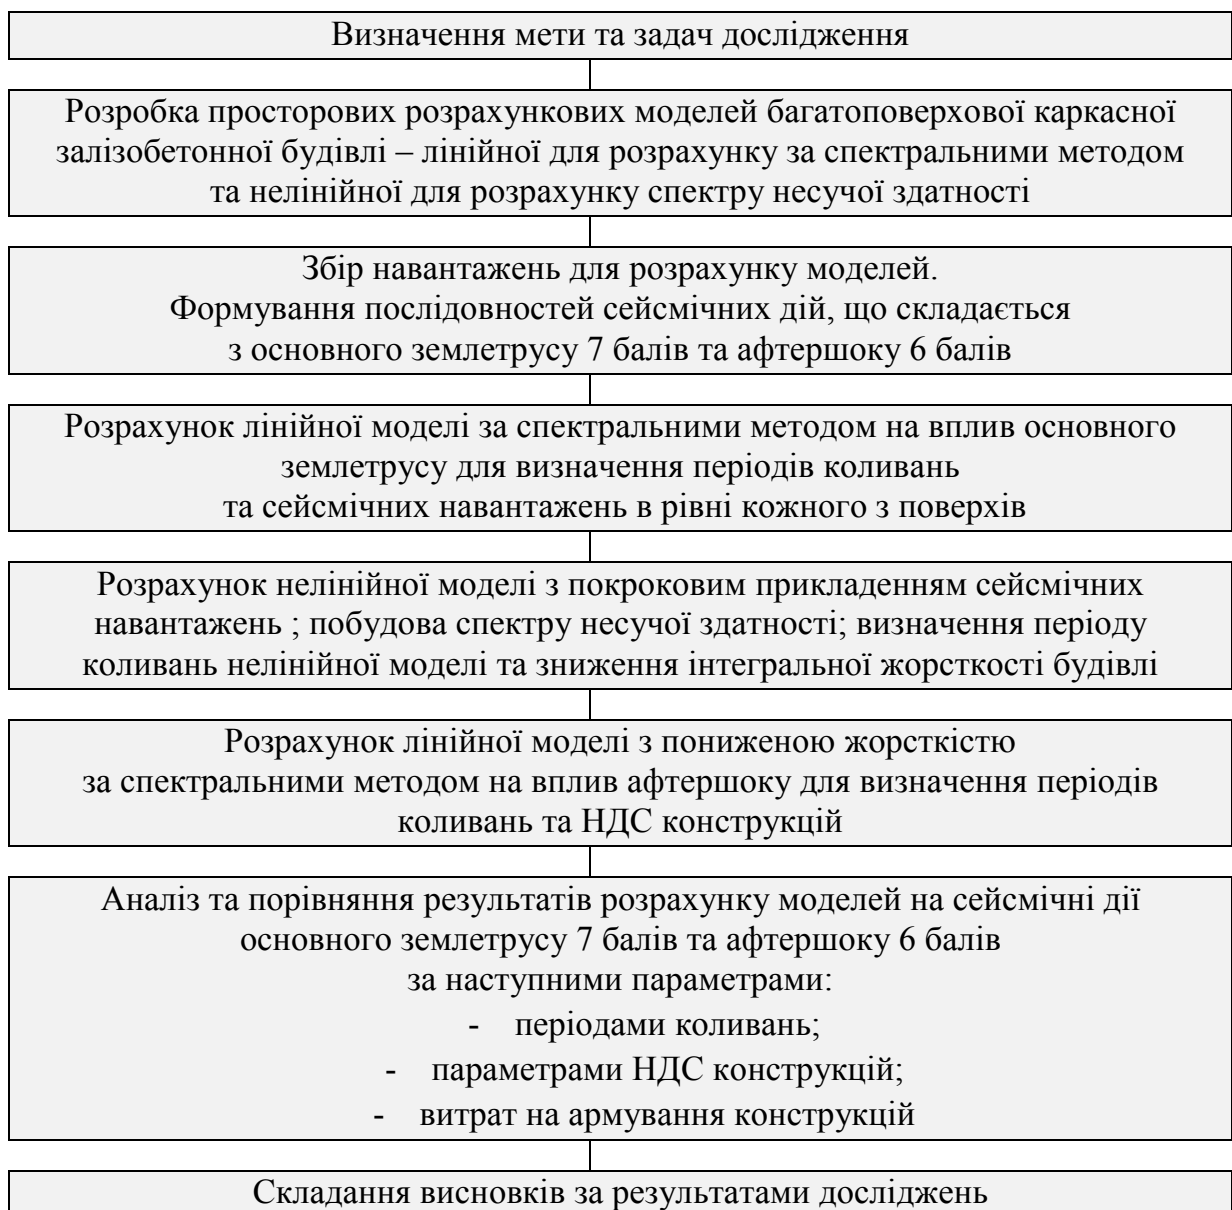 Визначення мети та задач дослідження
Розробка просторових розрахункових моделей багатоповерхової каркасної
залізобетонної будівлі – лінійної для розрахунку за спектральними методом
та нелінійної для розрахунку спектру несучої здатності
Збір навантажень для розрахунку моделей.
Формування послідовностей сейсмічних дій, що складається
з основного землетрусу 7 балів та афтершоку 6 балів
Розрахунок лінійної моделі за спектральними методом на вплив основного
землетрусу для визначення періодів коливань
та сейсмічних навантажень в рівні кожного з поверхів
Розрахунок нелінійної моделі з покроковим прикладенням сейсмічних
навантажень ; побудова спектру несучої здатності; визначення періоду
коливань нелінійної моделі та зниження інтегральної жорсткості будівлі
Розрахунок лінійної моделі з пониженою жорсткістю
за спектральними методом на вплив афтершоку для визначення періодів
коливань та НДС конструкцій
Аналіз та порівняння результатів розрахунку моделей на сейсмічні дії
основного землетрусу 7 балів та афтершоку 6 балів
за наступними параметрами:
- періодами коливань;
- параметрами НДС конструкцій;
- витрат на армування конструкцій
Складання висновків за результатами досліджень